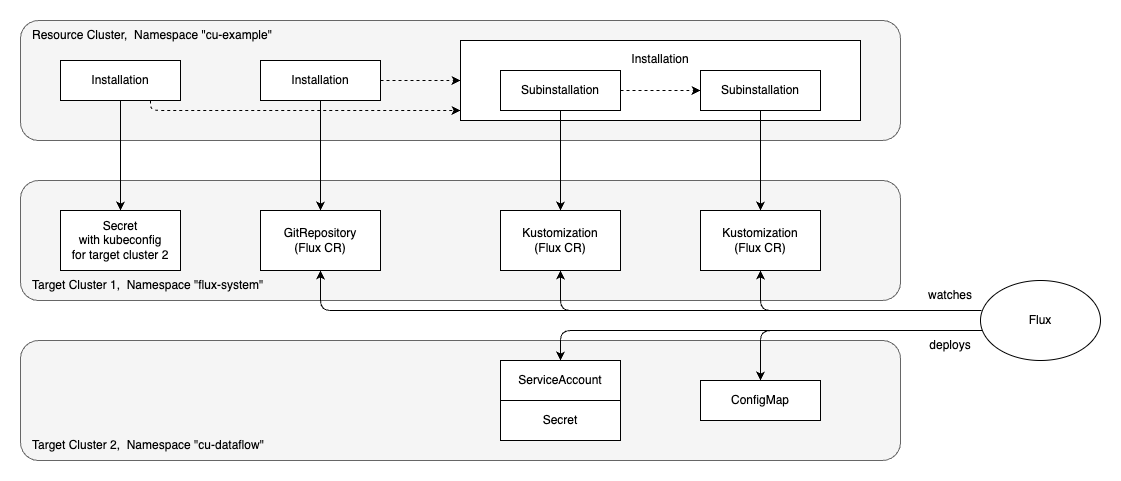 Resource Cluster,  Namespace "cu-example"
Installation
Installation
Installation
Subinstallation
Subinstallation
Secret
with kubeconfig
for target cluster 2
GitRepository
(Flux CR)
Kustomization
(Flux CR)
Kustomization
(Flux CR)
Target Cluster 1,  Namespace "flux-system"
watches
Flux
deploys
ServiceAccount
Secret
ConfigMap
Target Cluster 2,  Namespace "cu-dataflow"